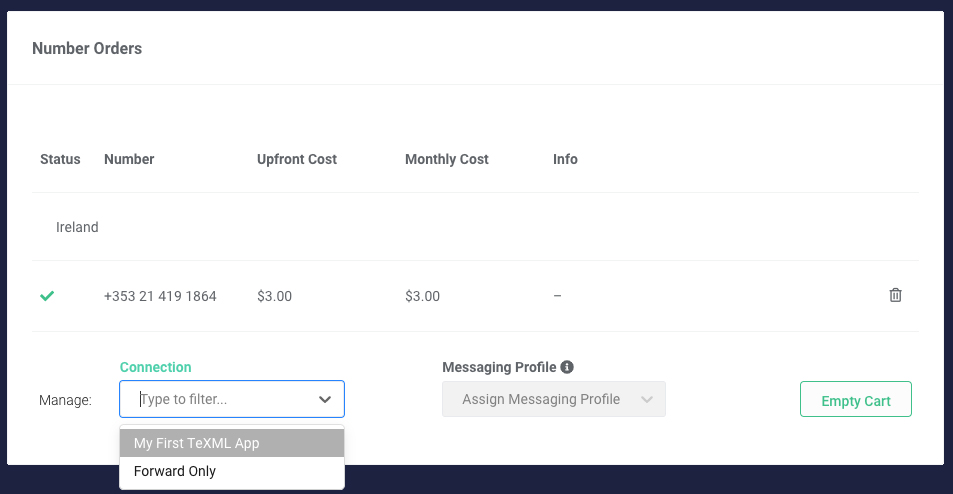 Number Orders
Status Number Upfront Cost Monthly Cost Info
Ireland
+353 21 419 1864 $3.00 $3.00 –
Connection Messaging Profile
Manage: Type to filter... Assign Messaging Profile Empty Cart
My First TeXML App
Forward Only